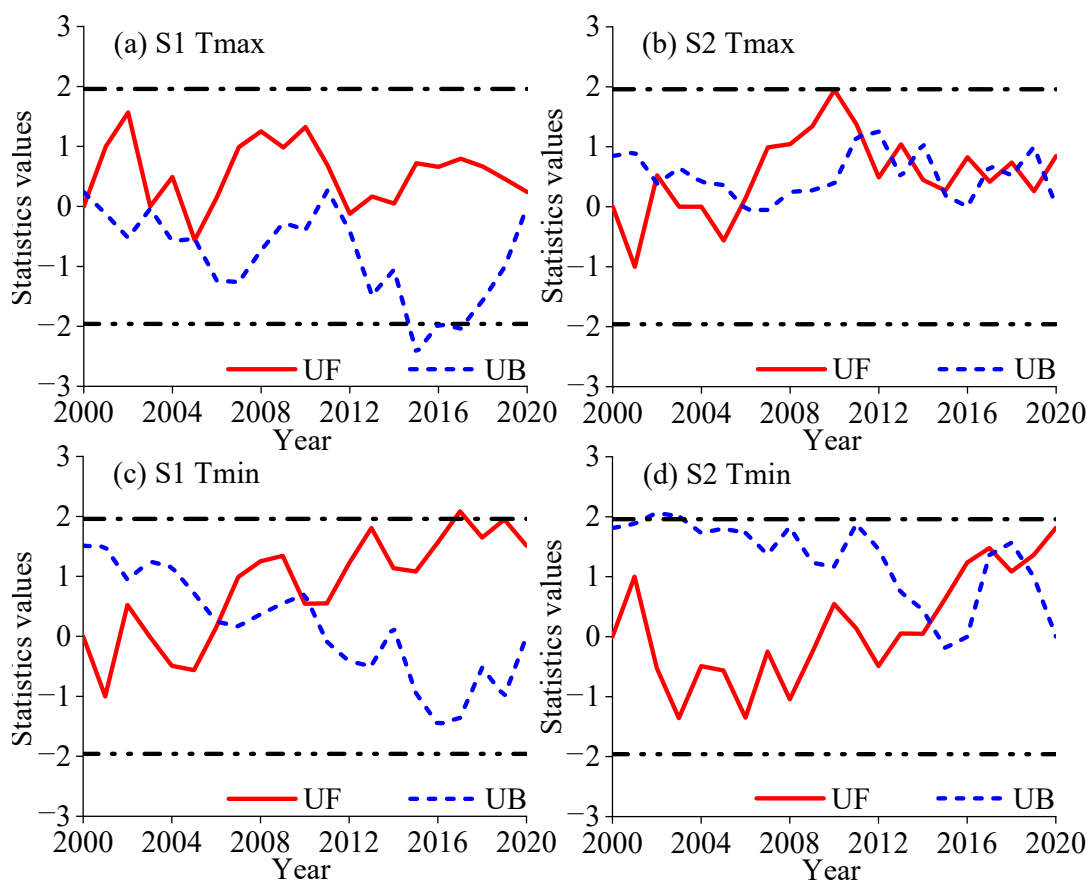 (a) S1 Tmax
Statistics values
3
2
1
0
−1
−2
−3
UF
UB
2000 2004 2008 2012 2016 2020
Year
(b) S2 Tmax
Statistics values
3
2
1
0
−1
−2
−3
UF
UB
2000 2004 2008 2012 2016 2020
Year
(c) S1 Tmin
Statistics values
3
2
1
0
−1
−2
−3
UF
UB
2000 2004 2008 2012 2016 2020
Year
(d) S2 Tmin
Statistics values
3
2
1
0
−1
−2
−3
UF
UB
2000 2004 2008 2012 2016 2020
Year